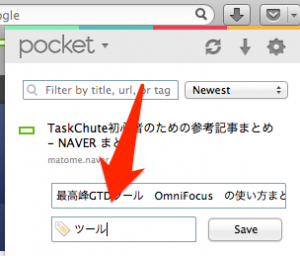 ogle
pocket
Filter by title, url, or tag
Newest
TaskChute初心者のための参考記事まとめ
- NAVER まと
matome.naver
最高峰GTDツール OmniFocus の使い方まと
ツール
Save